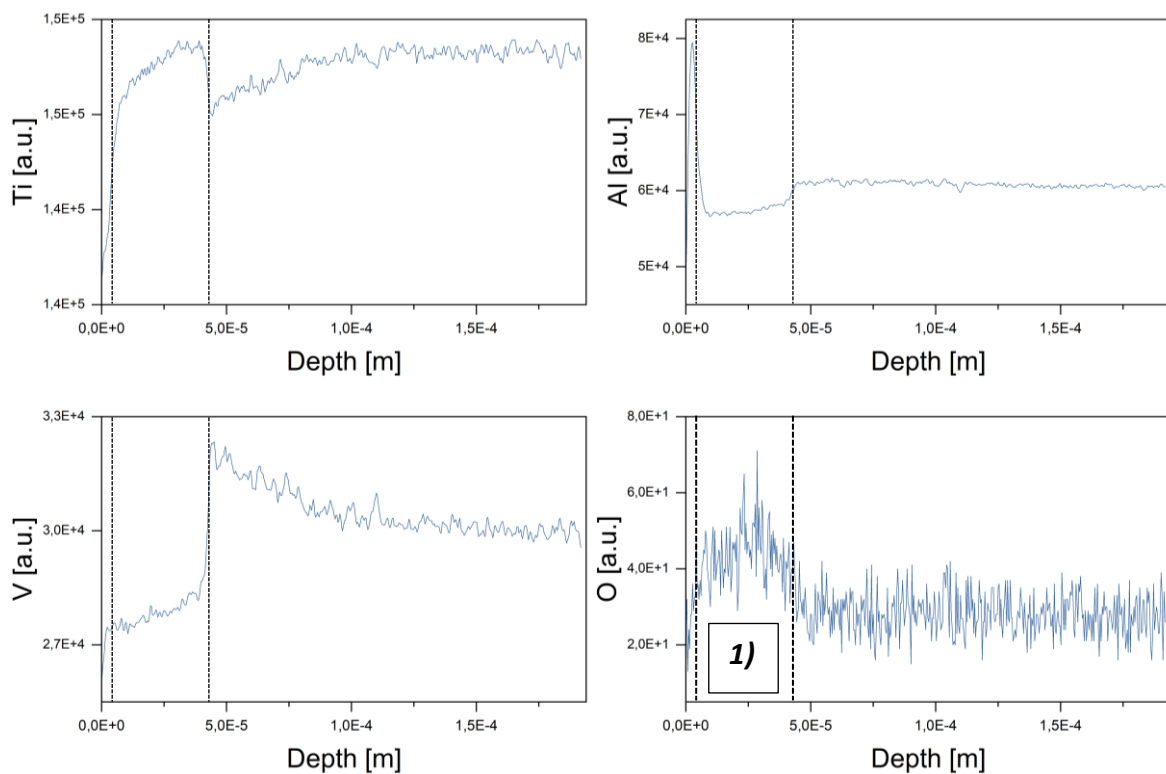 1,5E+5
1,5E+5
1,4E+5
1,4E+5
Ti [a.u.]
0,0E+0 5,0E-5 1,0E-4 1,5E-4
Depth [m]
8E+4
7E+4
6E+4
5E+4
Al [a.u.]
0,0E+0 5,0E-5 1,0E-4 1,5E-4
Depth [m]
3,3E+4
3,0E+4
2,7E+4
V [a.u.]
0,0E+0 5,0E-5 1,0E-4 1,5E-4
Depth [m]
8,0E+1
6,0E+1
4,0E+1
2,0E+1
O [a.u.]
1)
0,0E+0 5,0E-5 1,0E-4 1,5E-4
Depth [m]